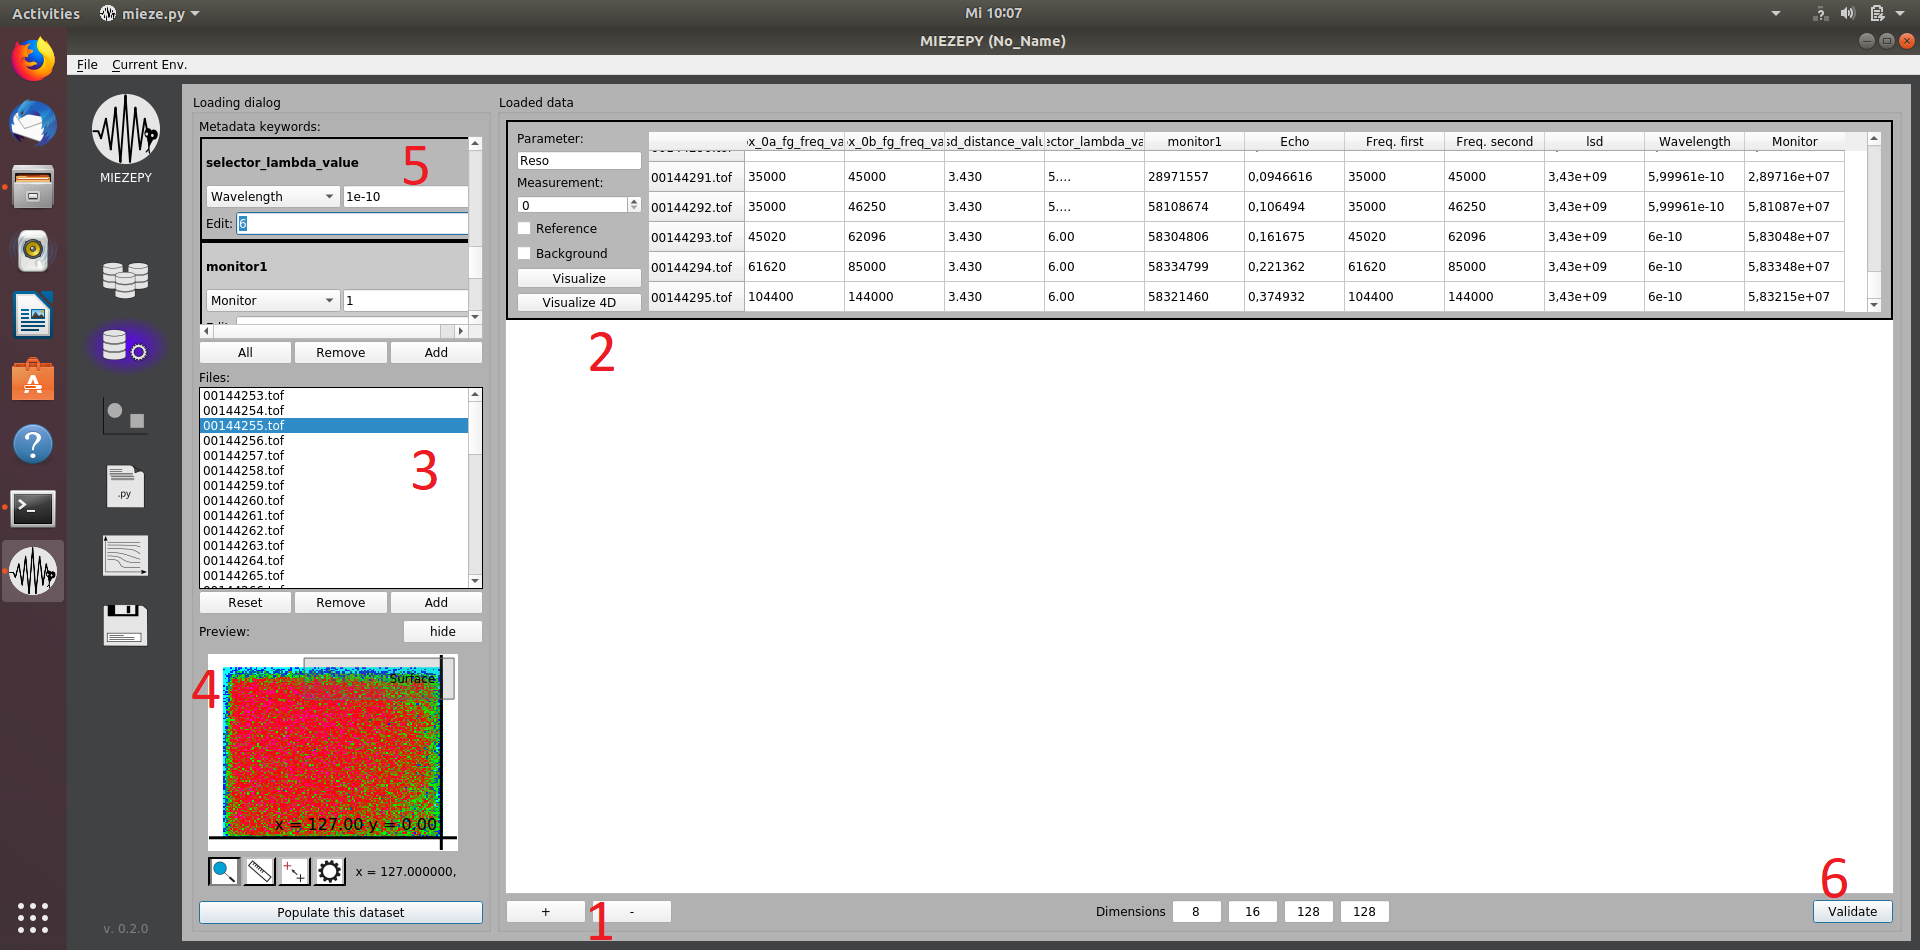 Activities mieze.py Mi 10:07
MIEZEPY (No_Name)
File Current Env.
MIEZEPY
v. 0.2.0
Loading dialog
Metadata keywords:
selector_lambda_value
5
Wavelength 1e-10
Edit: 6
monitor1
Monitor 1
All Remove Add
Files:
00144253.tof
00144254.tof
00144255.tof
00144256.tof
00144257.tof
00144258.tof
00144259.tof
00144260.tof
00144261.tof
00144262.tof
00144263.tof
00144264.tof
00144265.tof
3
Reset Remove Add
Preview: hide
4
Surface
x = 127.00 y = 0.00
x = 127.000000,
Populate this dataset
.py
Loaded data
Parameter:
Reso
Measurement:
0
Reference
Background
Visualize
Visualize 4D
ox_0a_fg_freq_va ox_0b_fg_freq_va sd_distance_valu ector_lambda_va monitor1 Echo Freq. first Freq. second lsd Wavelength Monitor
00144291.tof 35000 45000 3.430 5.... 28971557 0,0946616 35000 45000 3,43e+09 5,99961e-10 2,89716e+07
00144292.tof 35000 46250 3.430 5.... 58108674 0,106494 35000 46250 3,43e+09 5,99961e-10 5,81087e+07
00144293.tof 45020 62096 3.430 6.00 58304806 0,161675 45020 62096 3,43e+09 6e-10 5,83048e+07
00144294.tof 61620 85000 3.430 6.00 58334799 0,221362 61620 85000 3,43e+09 6e-10 5,83348e+07
00144295.tof 104400 144000 3.430 6.00 58321460 0,374932 104400 144000 3,43e+09 6e-10 5,83215e+07
2
+ 1 -
Dimensions 8 16 128 128
6
Validate